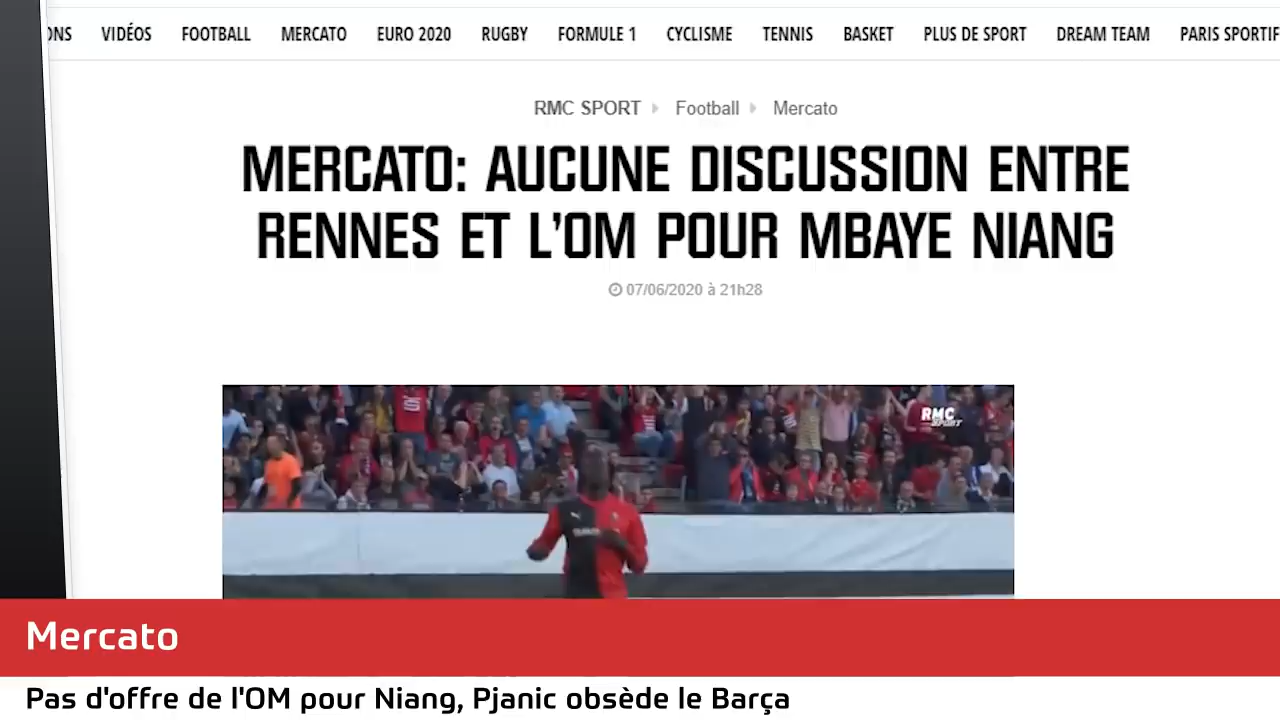 ONS VIDÉOS FOOTBALL MERCATO EURO 2020 RUGBY FORMULE 1 CYCLISME TENNIS BASKET PLUS DE SPORT DREAM TEAM PARIS SPORTIF
RMC SPORT Football Mercato
MERCATO: AUCUNE DISCUSSION ENTRE
RENNES ET L'OM POUR MBAYE NIANG
07/06/2020 à 21h28
RMC
SPORT
Mercato
Pas d'offre de l'OM pour Niang, Pjanic obsède le Barça